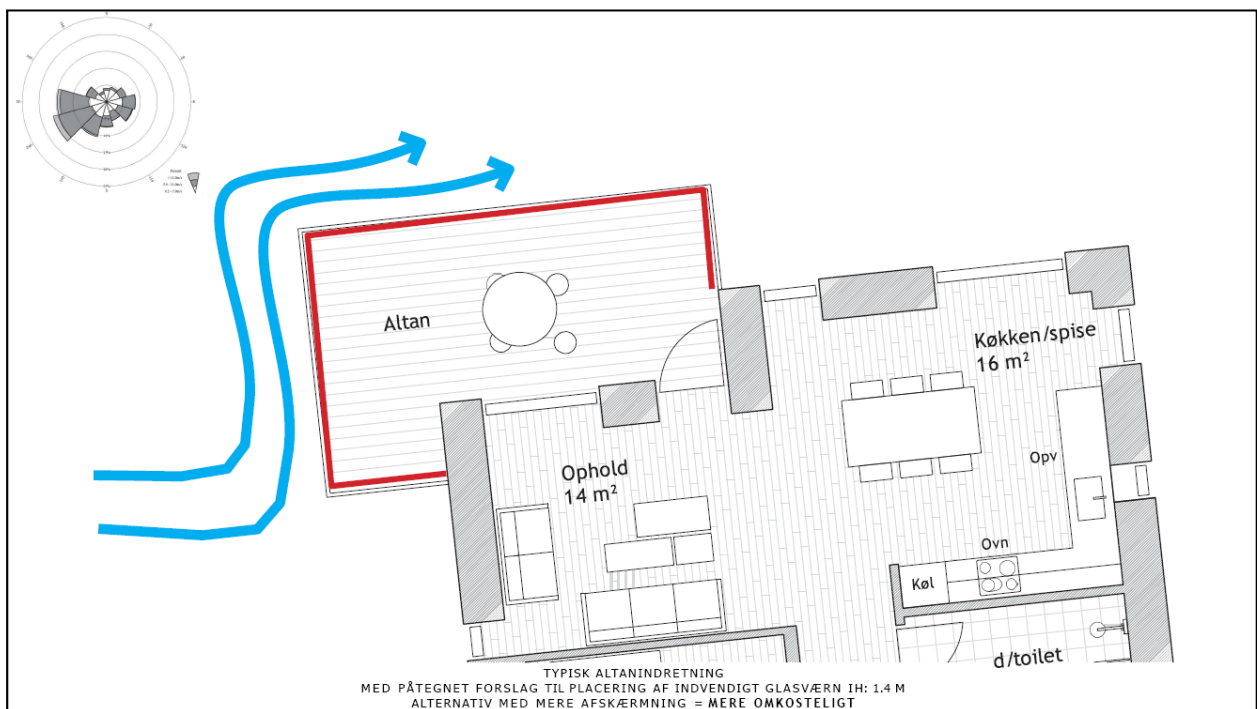 Altan
Køkken/spise
16 m²
Ophold
14 m²
Opv
Ovn
Køl
d/toilet
TYPISK ALTANINDRETNING
MED PÅTEGNET FORSLAG TIL PLACERING AF INDVENDIGT GLASVÆRN IH: 1.4 M
ALTERNATIV MED MERE AFSKÆRMNING = MERE OMKOSTELIGT